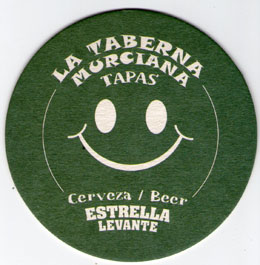 LA TABERNA
MURCIANA
TAPAS
Cerveza / Beer
ESTRELLA
LEVANTE